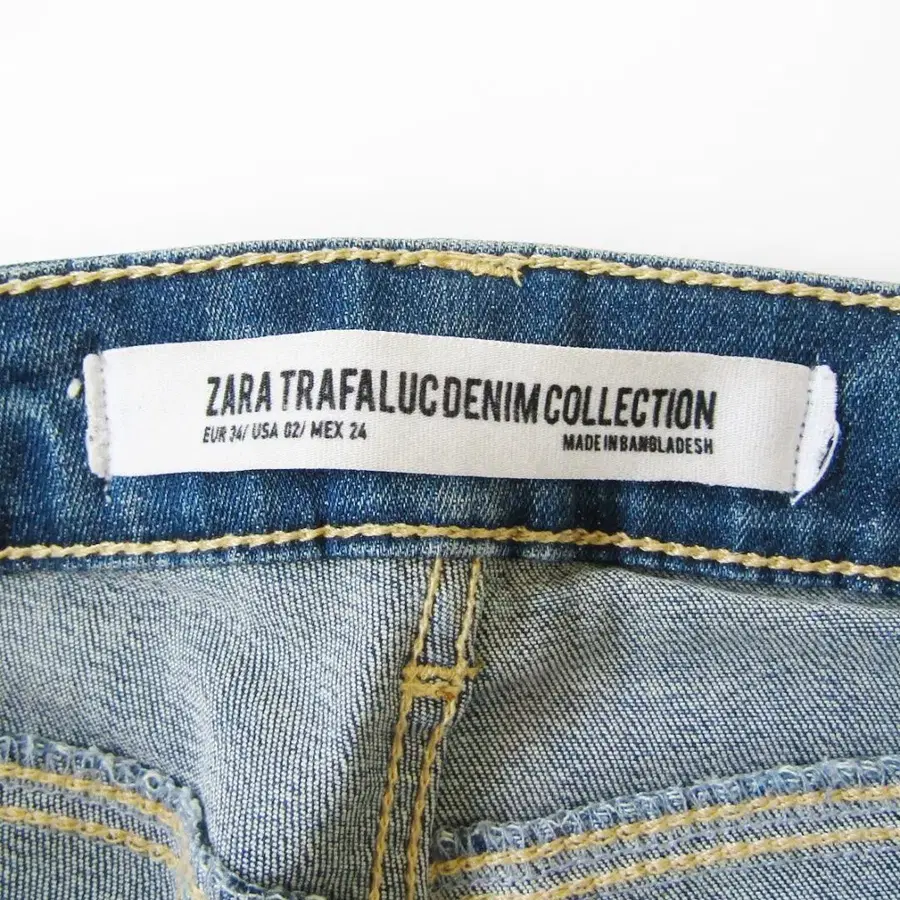 ZARA TRAFALUC DENIM COLLECTION
EUR 34/ USA 02/ MEX 24
MADE IN BANGLADESH